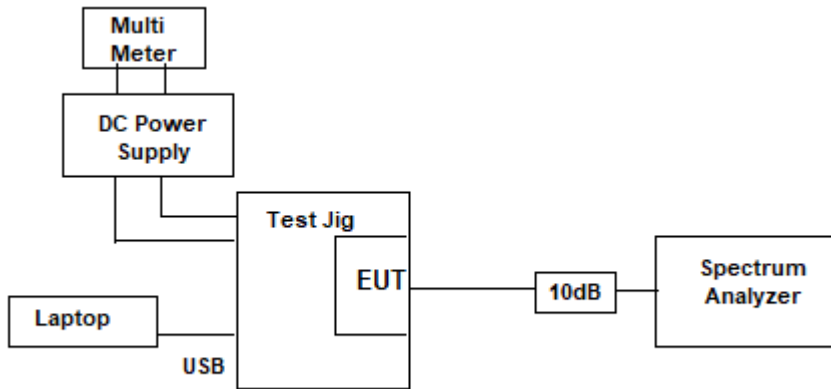 Multi
Meter
DC Power
Supply
Test Jig
EUT
10dB
Spectrum
Analyzer
Laptop
USB